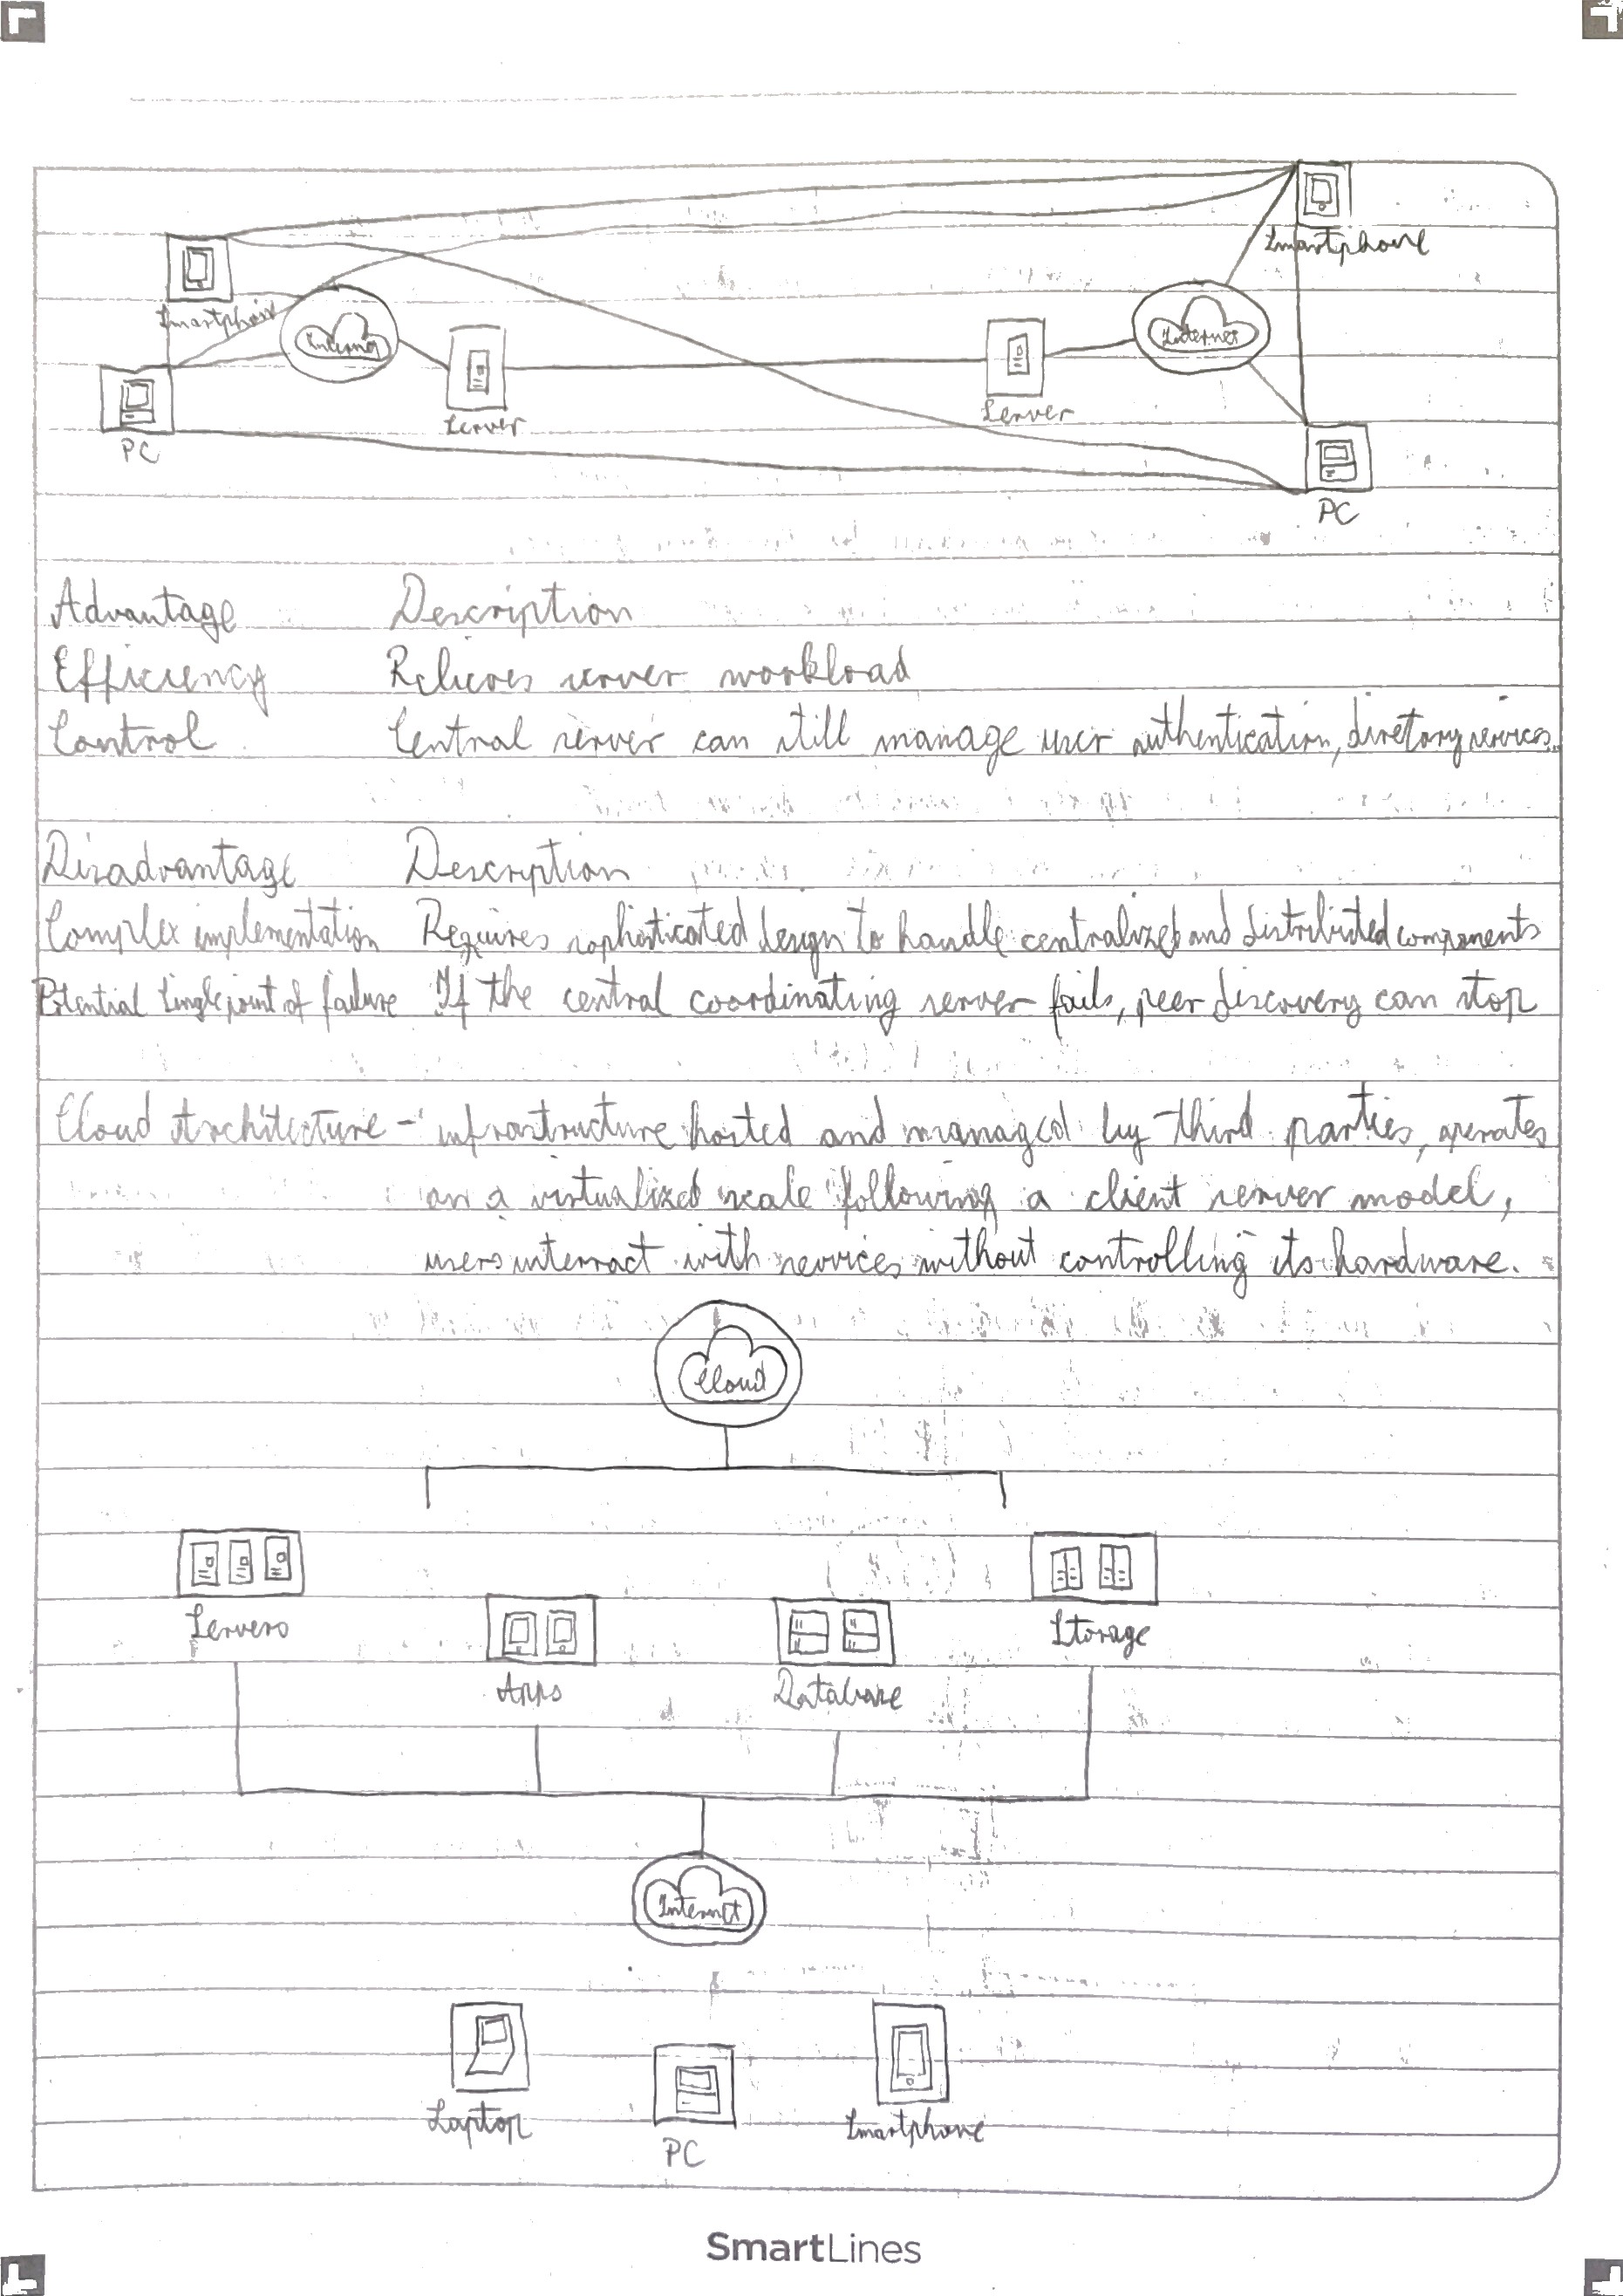 Smartphone
Smartphone
Internet
Internet
Server
Server
PC
PC
Advantage Description
Efficiency Relieves server workload
Control Central server can still manage user authentication, diretory services.
Disadvantage Description
Complex implementation Requires sophisticated design to handle centralized and distributed components
Potential Single point of failure If the central coordinating server fails, peer discovery can stop
Cloud Architecture - infrastructure hosted and managed by third parties, operates
on a virtualized scale following a client server model,
users interract with services without controlling its hardware.
Cloud
Servers
Storage
Apps
Database
Internet
Laptop
Smartphone
PC
SmartLines